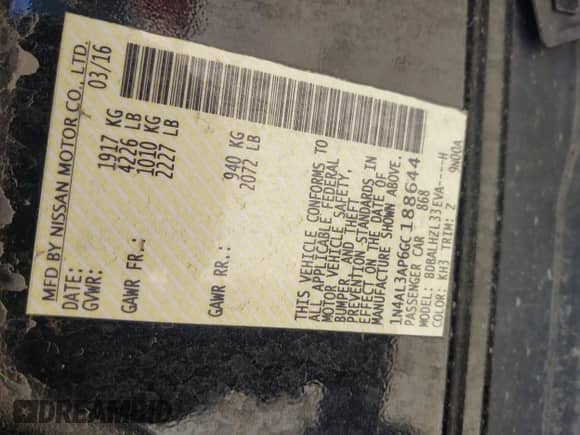 MFD BY NISSAN MOTOR CO., LTD.
DATE: 03/16
GVWR: 1917 KG
4226 LB
GAWR FR.: 1010 KG
2227 LB
GAWR RR.: 940 KG
2072 LB
THIS VEHICLE CONFORMS TO
ALL APPLICABLE FEDERAL
MOTOR VEHICLE SAFETY,
BUMPER, AND THEFT
PREVENTION STANDARDS IN
EFFECT ON THE DATE OF
MANUFACTURE SHOWN ABOVE.
1N4AL3AP6GC188644
PASSENGER CAR 868
MODEL: BDBALHZL33EVA----H
COLOR: KH3 TRIM: Z 9N00A
DREAMBID